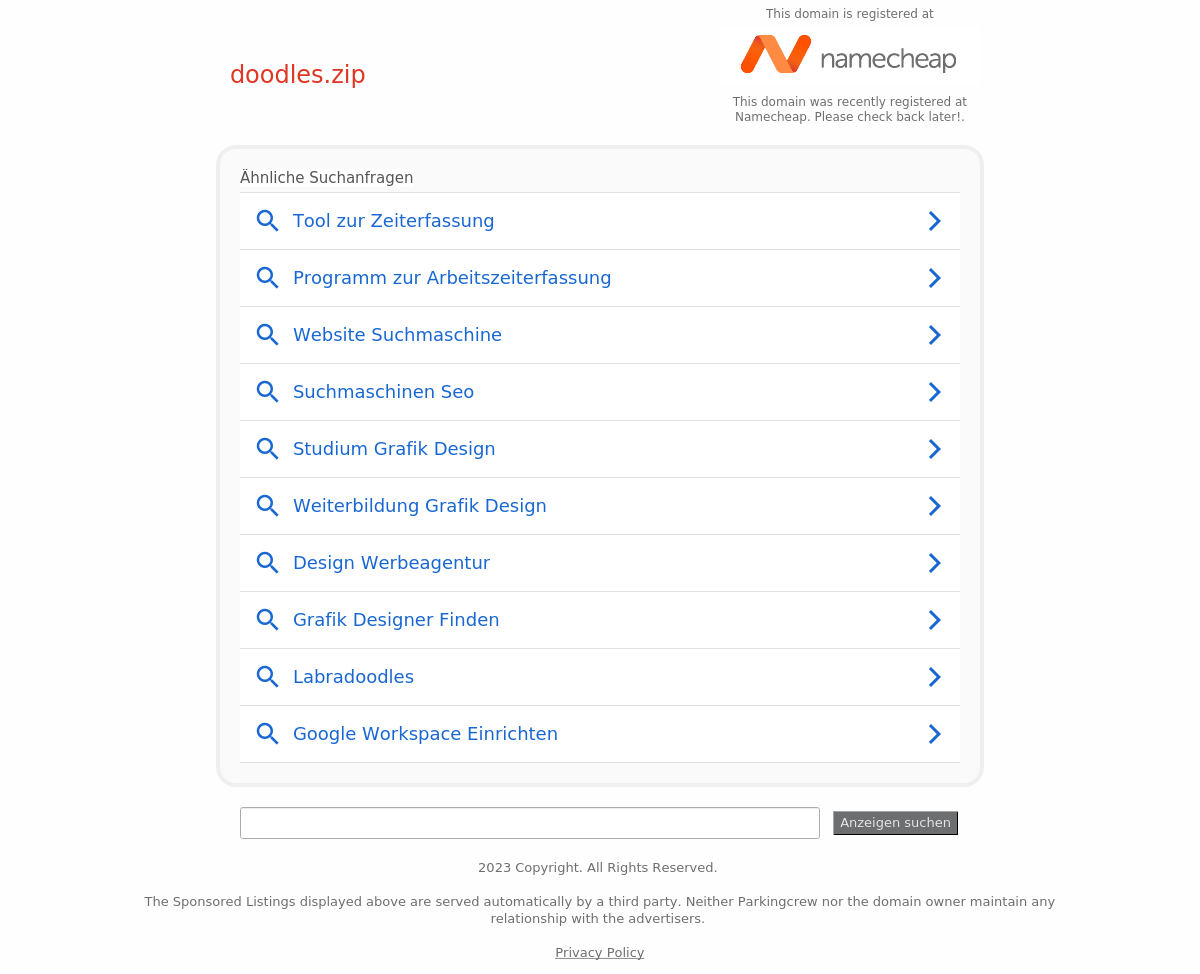 This domain is registered at
namecheap
doodles.zip
This domain was recently registered at
Namecheap. Please check back later!.
Ähnliche Suchanfragen
Tool zur Zeiterfassung
Programm zur Arbeitszeiterfassung
Website Suchmaschine
Suchmaschinen Seo
Studium Grafik Design
Weiterbildung Grafik Design
Design Werbeagentur
Grafik Designer Finden
Labradoodles
Google Workspace Einrichten
Anzeigen suchen
2023 Copyright. All Rights Reserved.
The Sponsored Listings displayed above are served automatically by a third party. Neither Parkingcrew nor the domain owner maintain any
relationship with the advertisers.
Privacy Policy